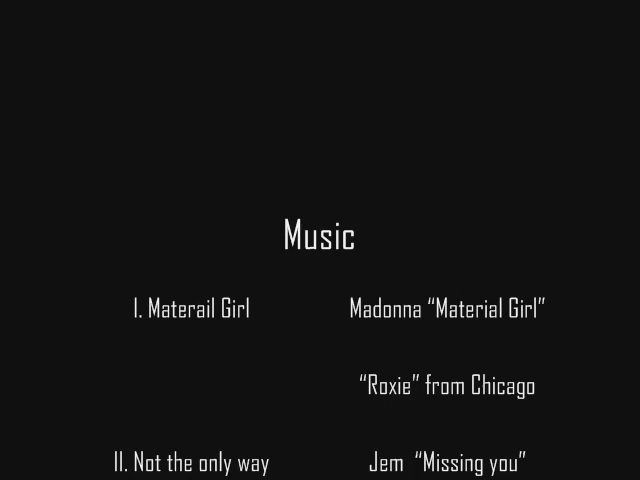 Music
I. Materail Girl Madonna “Material Girl”
“Roxie” from Chicago
II. Not the only way Jem “Missing you”